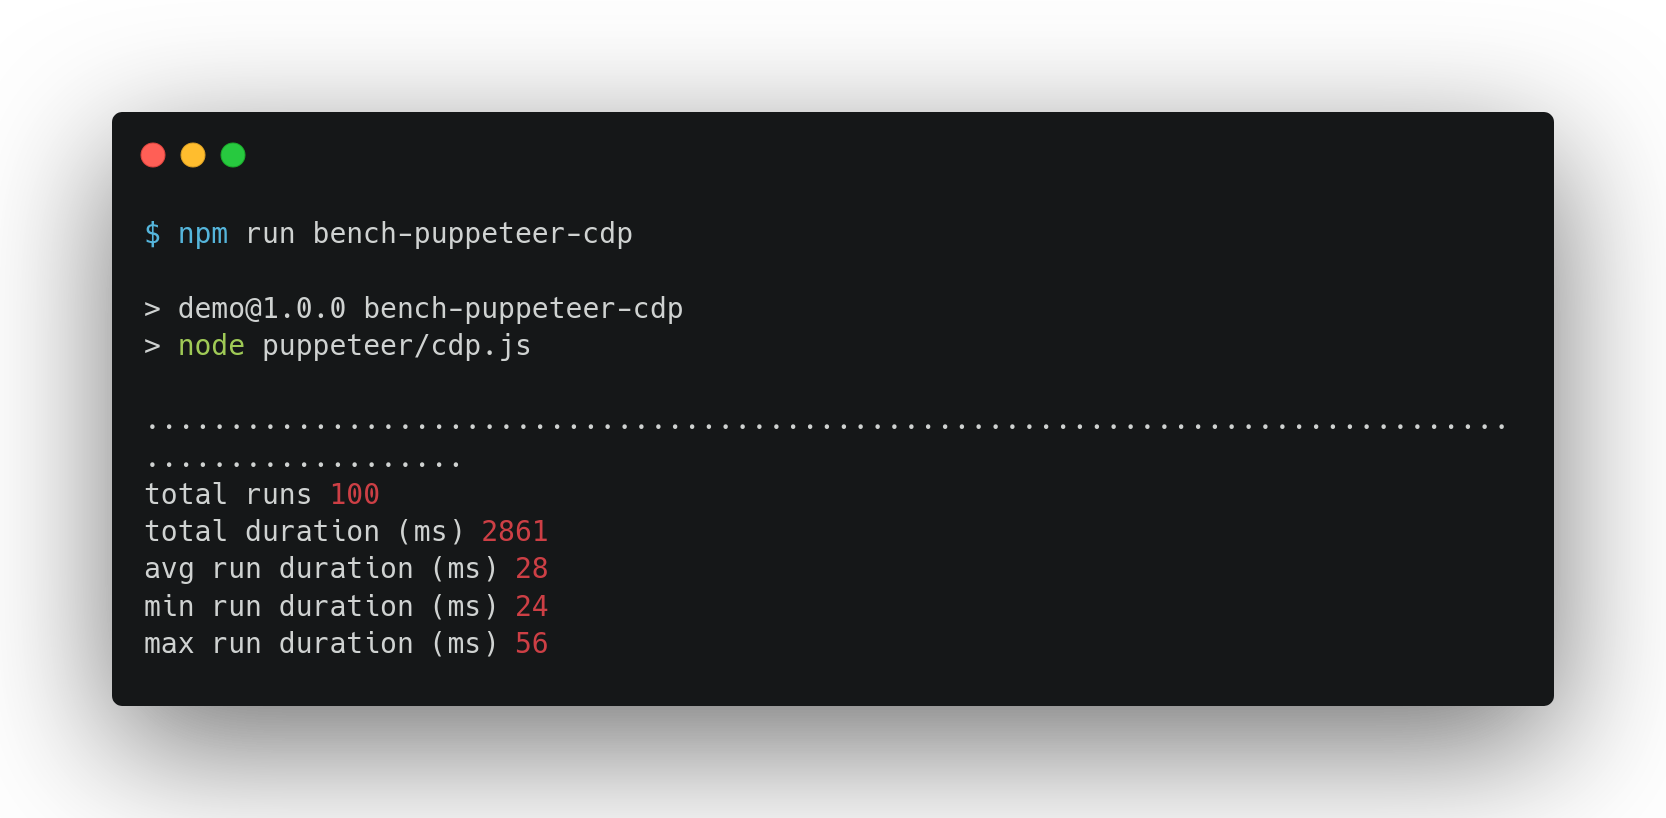 $ npm run bench-puppeteer-cdp
> demo@1.0.0 bench-puppeteer-cdp
> node puppeteer/cdp.js
.................................................................................
...................
total runs 100
total duration (ms) 2861
avg run duration (ms) 28
min run duration (ms) 24
max run duration (ms) 56